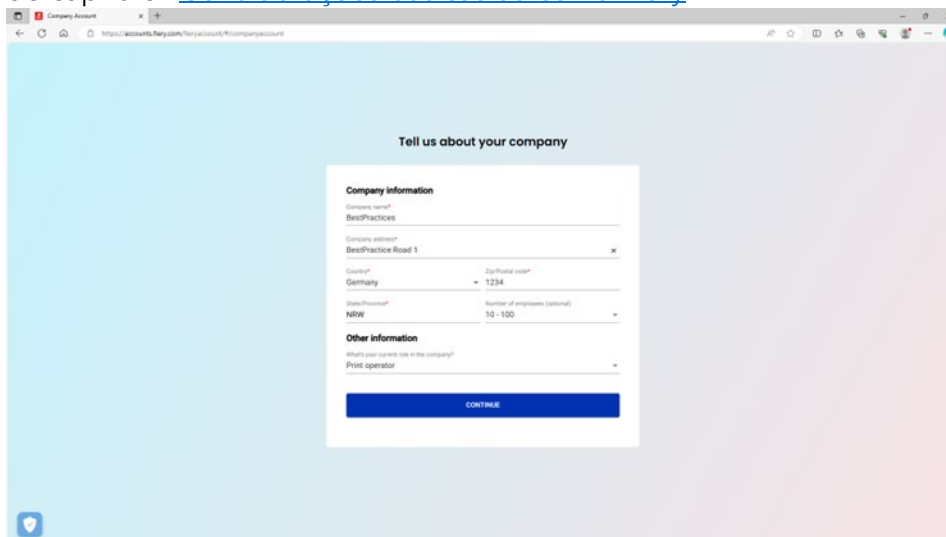 Company Account
https://accounts.fiery.com/fieryaccount/#/companyaccount
Tell us about your company
Company information
Company name*
BestPractices
Company address*
BestPractice Road 1
Country* Zip/Postal code*
Germany 1234
State/Province* Number of employees (optional)
NRW 10 - 100
Other information
What's your current role in the company?
Print operator
CONTINUE